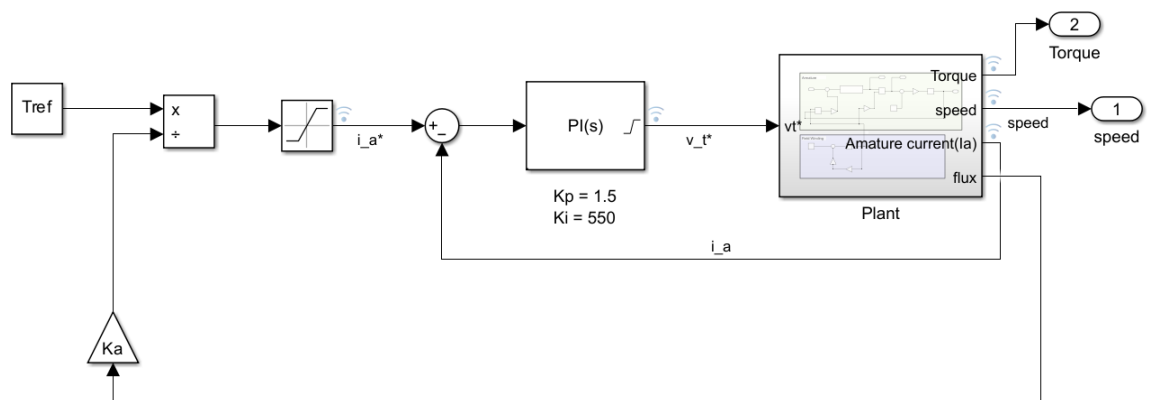 2
Torque
Tref
x
÷
i_a*
+
−
PI(s)
v_t*
Kp = 1.5
Ki = 550
vt*
Torque
speed
Amature current(Ia)
flux
Plant
speed
1
speed
i_a
Ka